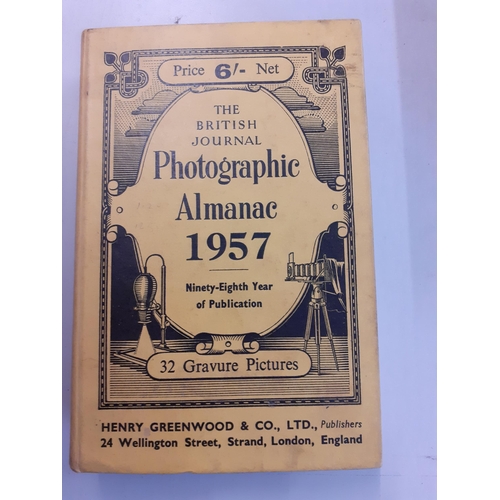 Price 6/- Net
THE
BRITISH
JOURNAL
Photographic
Almanac
1957
Ninety-Eighth Year
of Publication
32 Gravure Pictures
HENRY GREENWOOD & CO., LTD., Publishers
24 Wellington Street, Strand, London, England